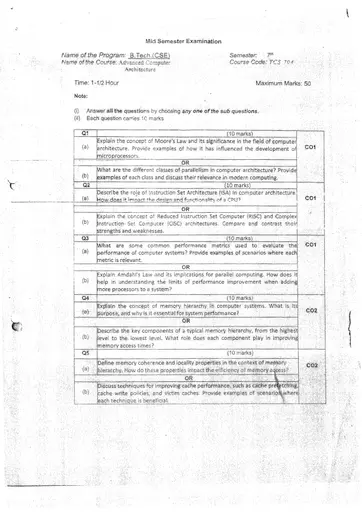 Mid Semester Examination
Name of the Program: B.Tech (CSE) Semester: 7th
Name of the Course: Advanced Computer Architecture Course Code: TCS 704
Time: 1-1/2 Hour Maximum Marks: 50
Note:
(i) Answer all the questions by choosing any one of the sub questions.
(ii) Each question carries 10 marks
Q1 (10 marks)
(a) Explain the concept of Moore's Law and its significance in the field of computer
architecture. Provide examples of how it has influenced the development of
microprocessors. CO1
OR
(b) What are the different classes of parallelism in computer architecture? Provide
examples of each class and discuss their relevance in modern computing.
Q2 (10 marks)
(a) Describe the role of Instruction Set Architecture (ISA) in computer architecture.
How does it impact the design and functionality of a CPU? CO1
OR
(b) Explain the concept of Reduced Instruction Set Computer (RISC) and Complex
Instruction Set Computer (CISC) architectures. Compare and contrast their
strengths and weaknesses.
Q3 (10 marks)
(a) What are some common performance metrics used to evaluate the
performance of computer systems? Provide examples of scenarios where each
metric is relevant. CO1
OR
(b) Explain Amdahl's Law and its implications for parallel computing. How does it
help in understanding the limits of performance improvement when adding
more processors to a system?
Q4 (10 marks)
(a) Explain the concept of memory hierarchy in computer systems. What is its
purpose, and why is it essential for system performance? CO2
OR
(b) Describe the key components of a typical memory hierarchy, from the highest
level to the lowest level. What role does each component play in improving
memory access times?
Q5 (10 marks)
(a) Define memory coherence and locality properties in the context of memory
hierarchy. How do these properties impact the efficiency of memory access? CO2
OR
(b) Discuss techniques for improving cache performance, such as cache prefetching,
cache write policies, and victim caches. Provide examples of scenarios where
each technique is beneficial.